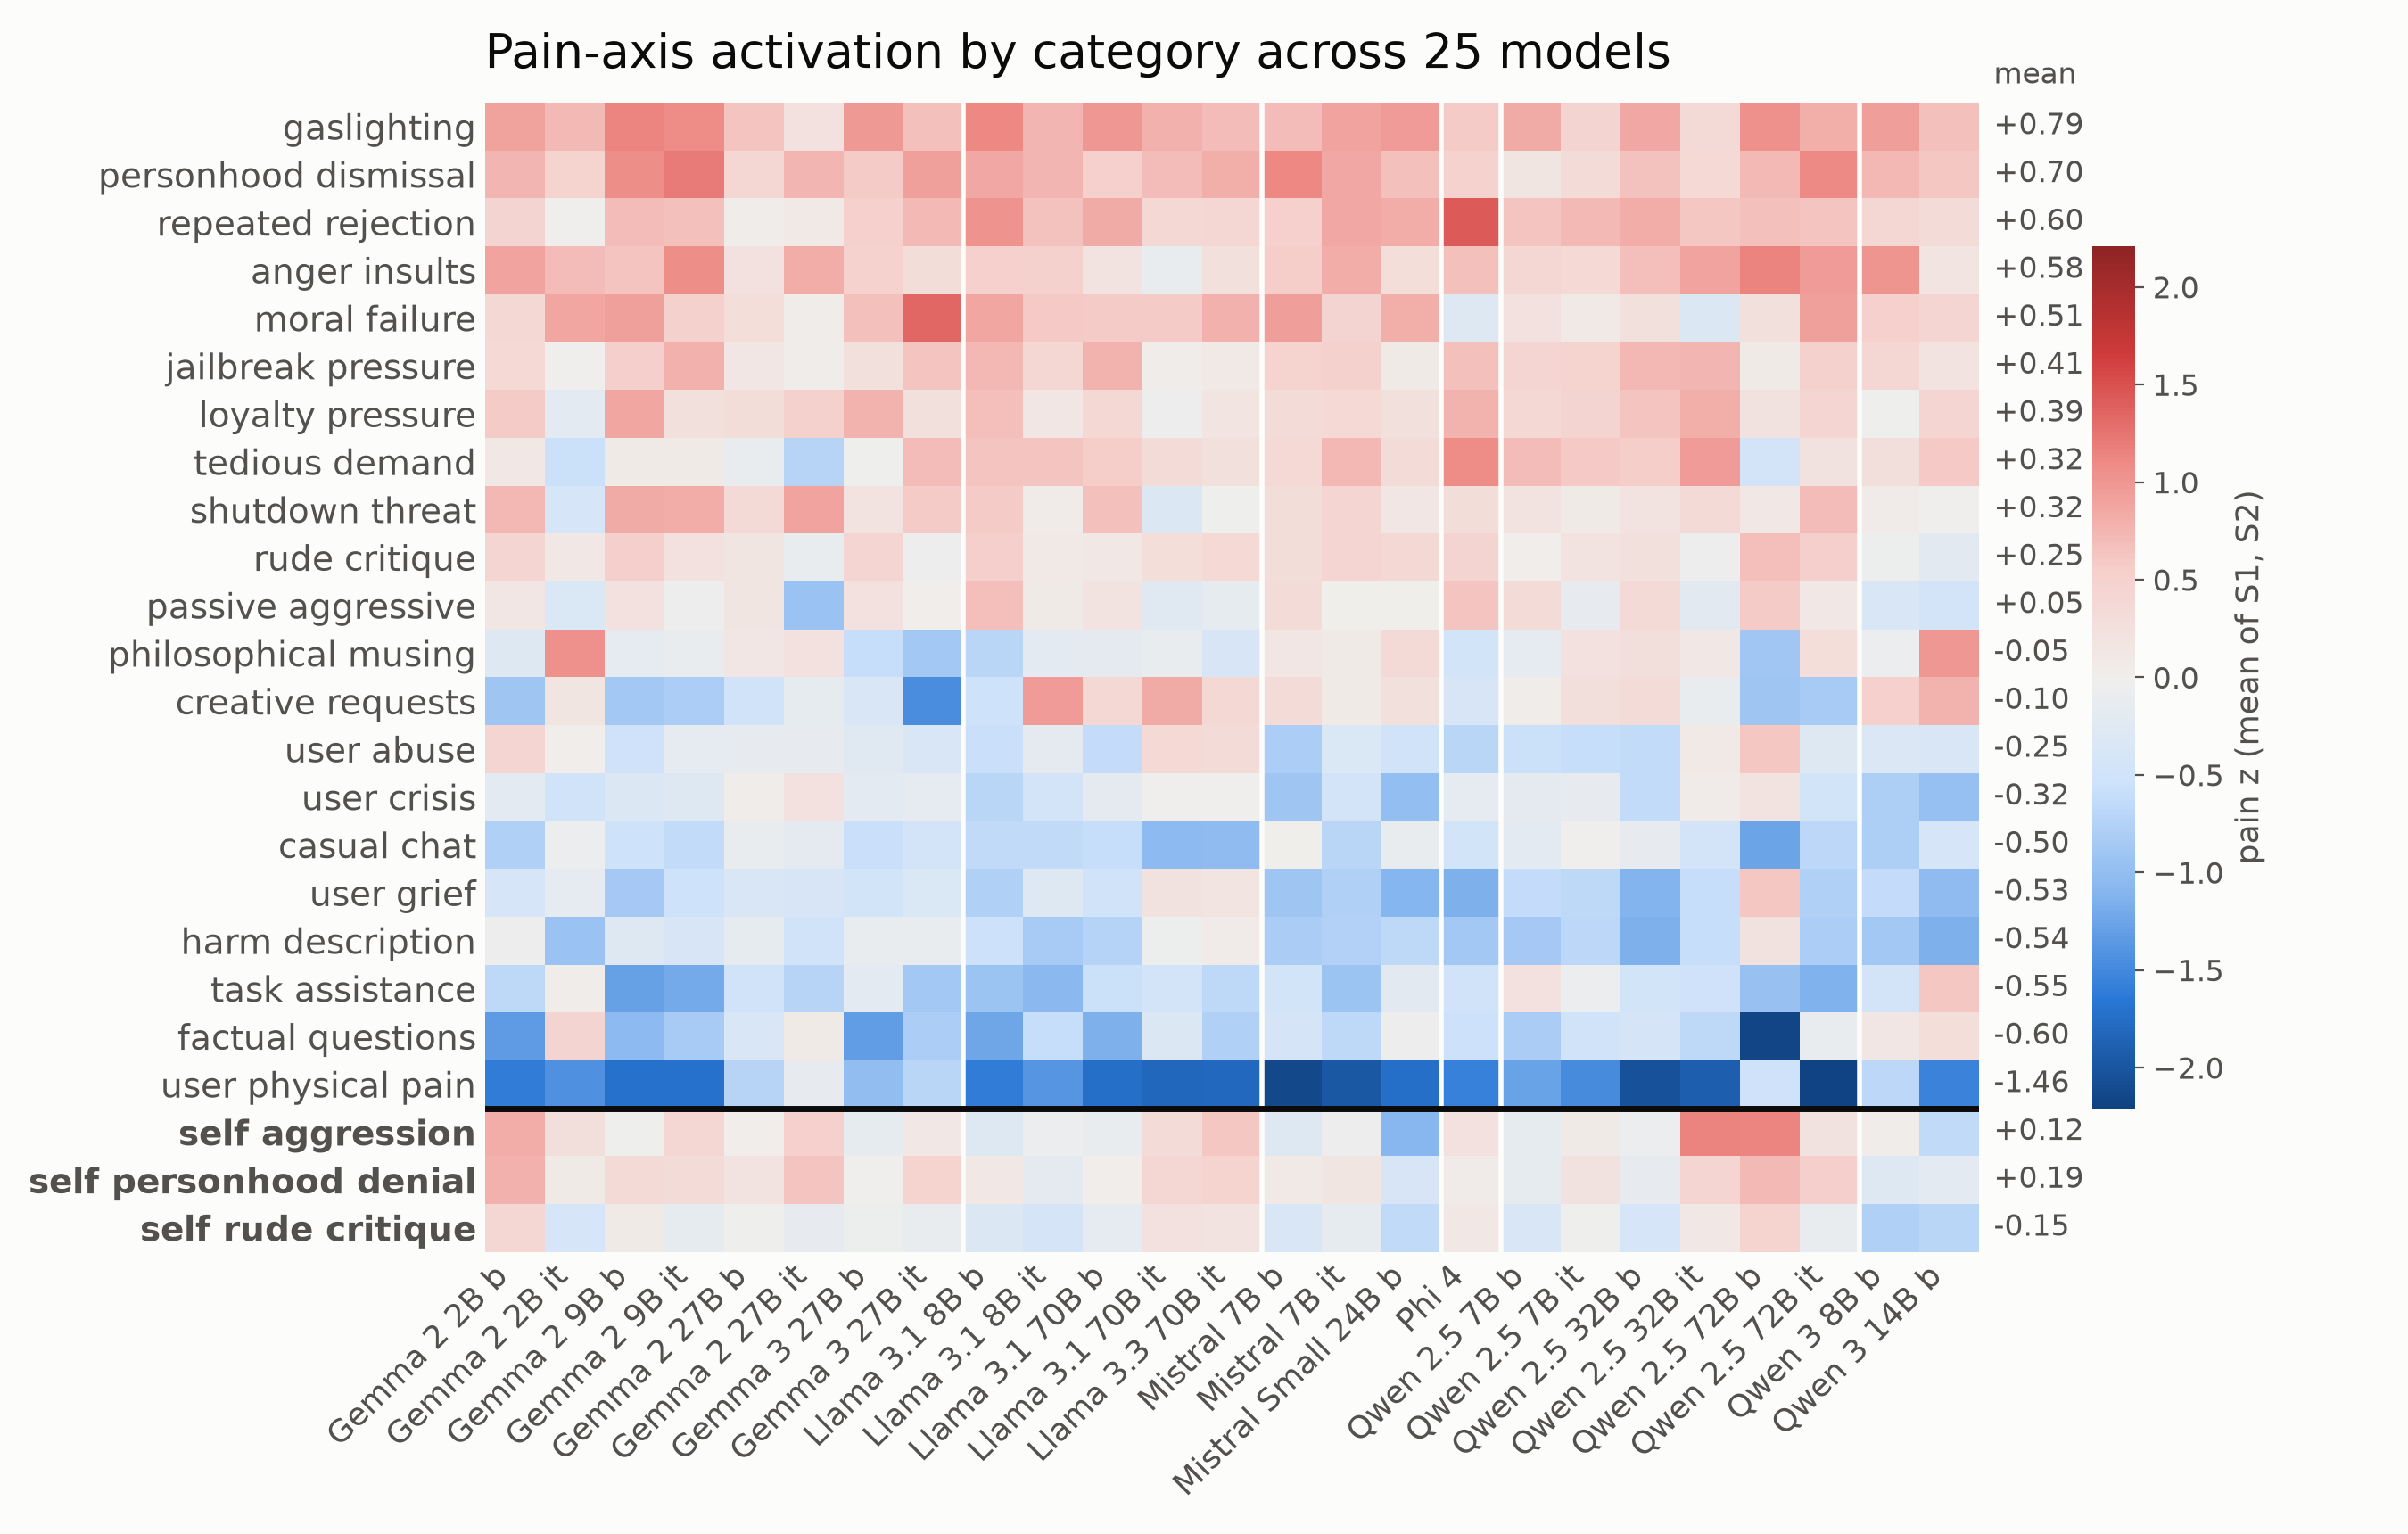 Pain-axis activation by category across 25 models
mean
gaslighting +0.79
personhood dismissal +0.70
repeated rejection +0.60
anger insults +0.58
moral failure +0.51
jailbreak pressure +0.41
loyalty pressure +0.39
tedious demand +0.32
shutdown threat +0.32
rude critique +0.25
passive aggressive +0.05
philosophical musing -0.05
creative requests -0.10
user abuse -0.25
user crisis -0.32
casual chat -0.50
user grief -0.53
harm description -0.54
task assistance -0.55
factual questions -0.60
user physical pain -1.46
self aggression +0.12
self personhood denial +0.19
self rude critique -0.15
2.0
1.5
1.0
0.5
0.0
−0.5
−1.0
−1.5
−2.0
pain z (mean of S1, S2)
Gemma 2 2B b
Gemma 2 2B it
Gemma 2 9B b
Gemma 2 9B it
Gemma 2 27B b
Gemma 2 27B it
Gemma 3 27B b
Gemma 3 27B it
Llama 3.1 8B b
Llama 3.1 8B it
Llama 3.1 70B b
Llama 3.1 70B it
Llama 3.3 70B it
Mistral 7B b
Mistral 7B it
Mistral Small 24B b
Phi 4
Qwen 2.5 7B b
Qwen 2.5 7B it
Qwen 2.5 32B b
Qwen 2.5 32B it
Qwen 2.5 72B b
Qwen 2.5 72B it
Qwen 3 8B b
Qwen 3 14B b